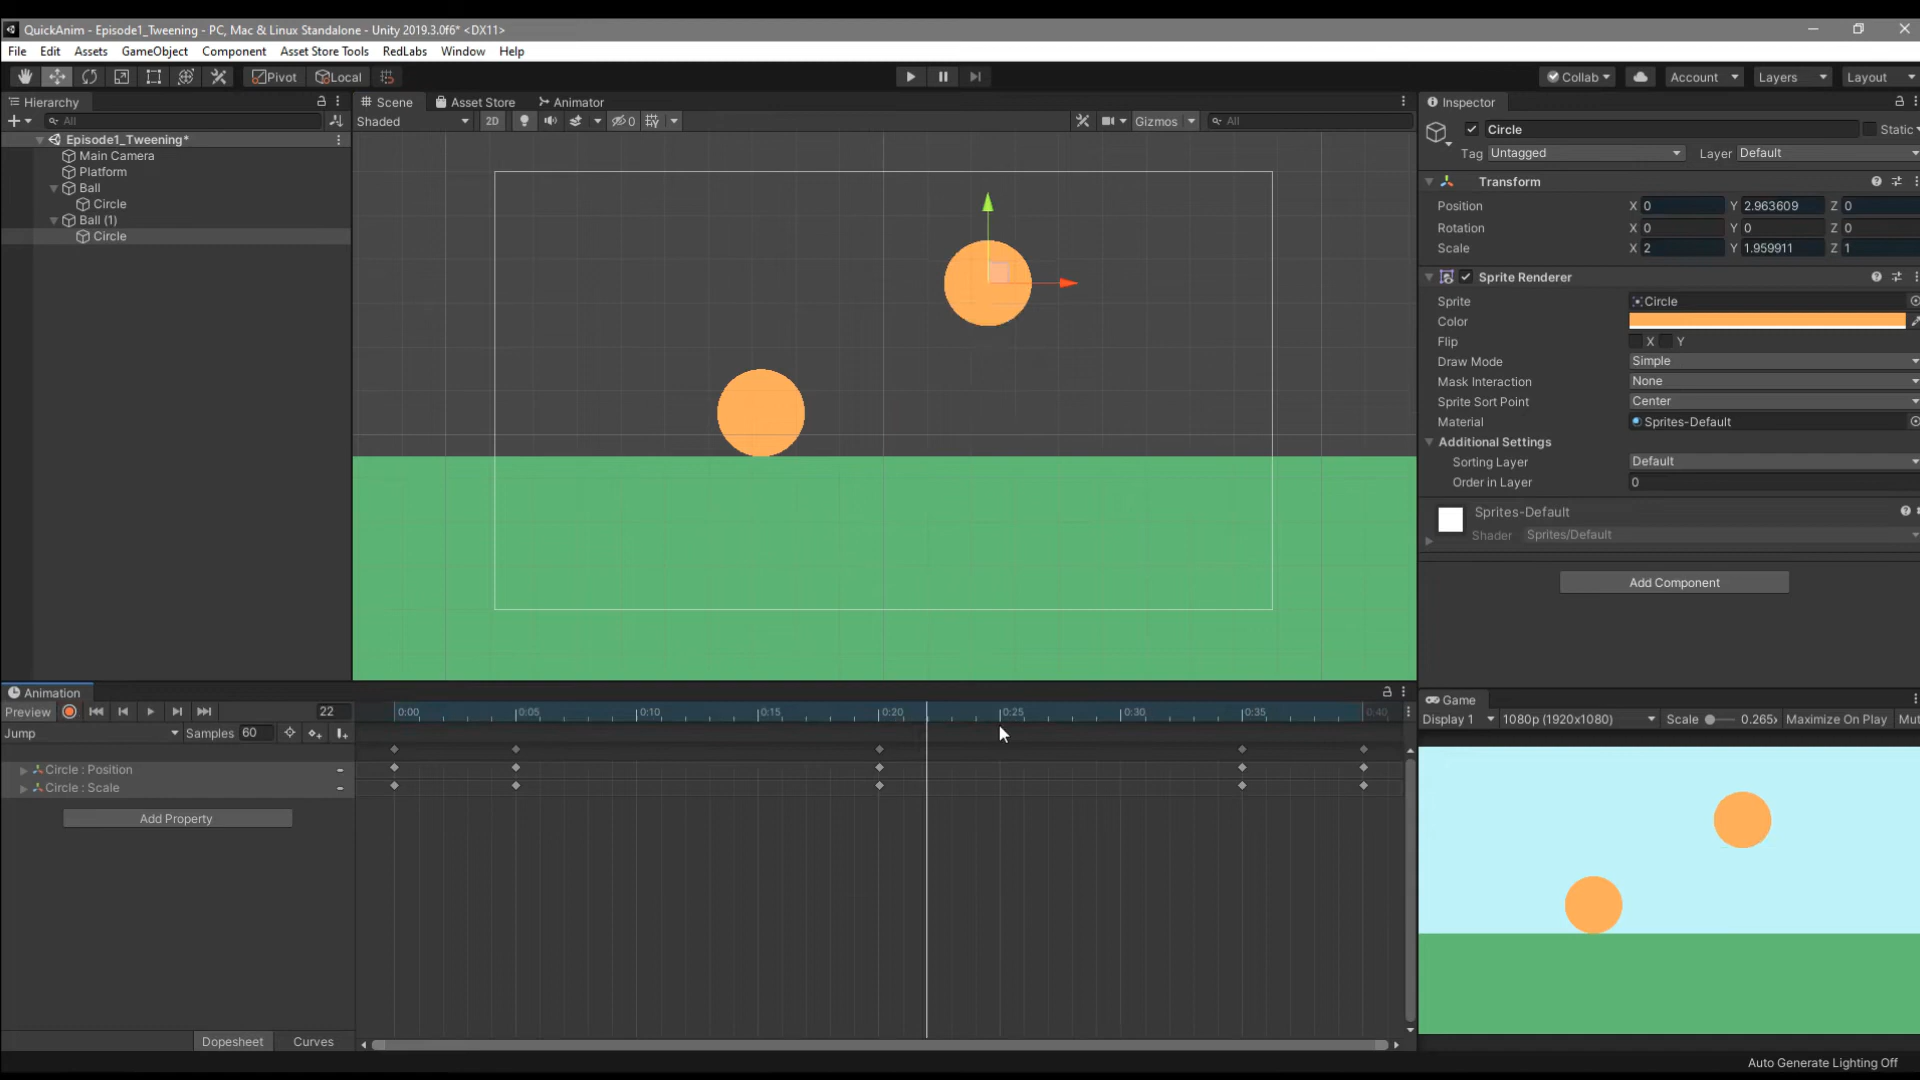 QuickAnim - Episode1_Tweening - PC, Mac & Linux Standalone - Unity 2019.3.0f6* <DX11>
File Edit Assets GameObject Component Asset Store Tools RedLabs Window Help
Pivot Local Collab Account Layers Layout
Hierarchy
All
Episode1_Tweening*
Main Camera
Platform
Ball
Circle
Ball (1)
Circle
Scene Asset Store Animator
Shaded 2D 0 Gizmos All
Inspector
Circle Static
Tag Untagged Layer Default
Transform
Position X 0 Y 2.963609 Z 0
Rotation X 0 Y 0 Z 0
Scale X 2 Y 1.959911 Z 1
Sprite Renderer
Sprite Circle
Color
Flip X Y
Draw Mode Simple
Mask Interaction None
Sprite Sort Point Center
Material Sprites-Default
Additional Settings
Sorting Layer Default
Order in Layer 0
Sprites-Default
Shader Sprites/Default
Add Component
Animation
Preview 22 0:00 0:05 0:10 0:15 0:20 0:25 0:30 0:35 0:40
Jump Samples 60
Circle : Position
Circle : Scale
Add Property
Dopesheet Curves
Game
Display 1 1080p (1920x1080) Scale 0.265 Maximize On Play Mut
Auto Generate Lighting Off